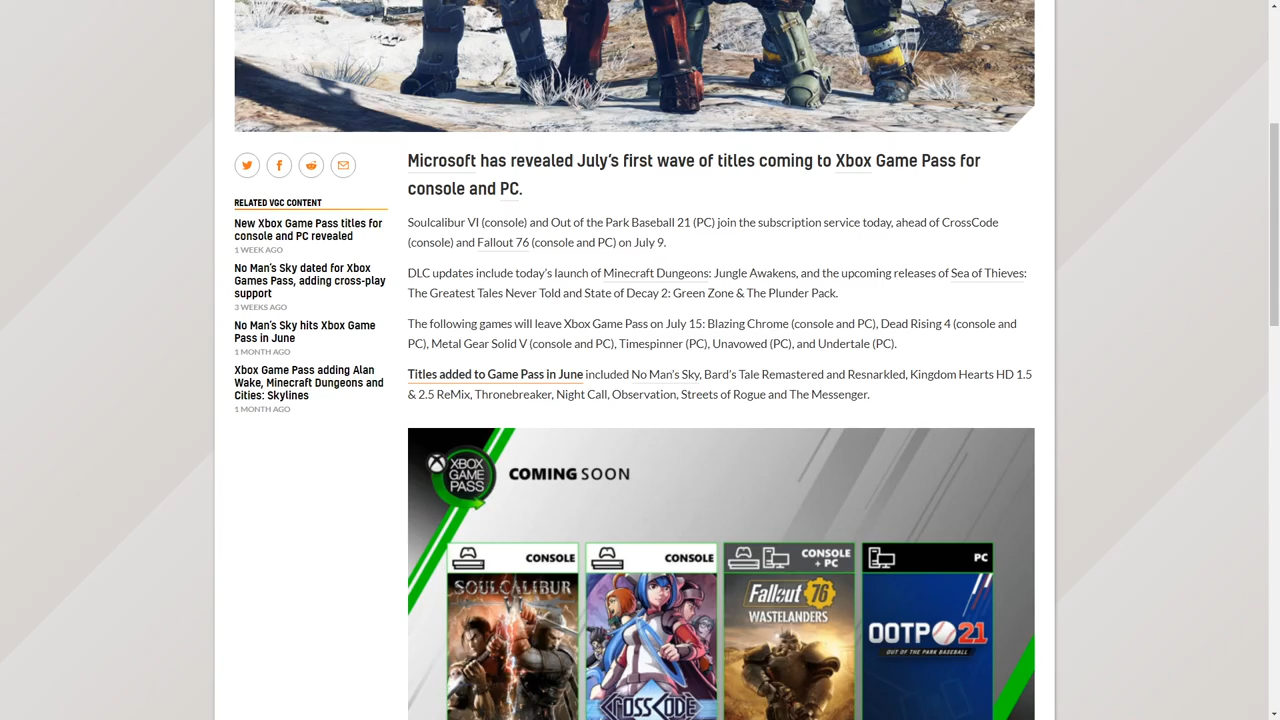 Microsoft has revealed July's first wave of titles coming to Xbox Game Pass for
console and PC.
RELATED VGC CONTENT
New Xbox Game Pass titles for
console and PC revealed
1 WEEK AGO
No Man's Sky dated for Xbox
Games Pass, adding cross-play
support
3 WEEKS AGO
No Man's Sky hits Xbox Game
Pass in June
1 MONTH AGO
Xbox Game Pass adding Alan
Wake, Minecraft Dungeons and
Cities: Skylines
1 MONTH AGO
Soulcalibur VI (console) and Out of the Park Baseball 21 (PC) join the subscription service today, ahead of CrossCode
(console) and Fallout 76 (console and PC) on July 9.
DLC updates include today's launch of Minecraft Dungeons: Jungle Awakens, and the upcoming releases of Sea of Thieves:
The Greatest Tales Never Told and State of Decay 2: Green Zone & The Plunder Pack.
The following games will leave Xbox Game Pass on July 15: Blazing Chrome (console and PC), Dead Rising 4 (console and
PC), Metal Gear Solid V (console and PC), Timespinner (PC), Unavowed (PC), and Undertale (PC).
Titles added to Game Pass in June included No Man's Sky, Bard's Tale Remastered and Resnarkled, Kingdom Hearts HD 1.5
& 2.5 ReMix, Thronebreaker, Night Call, Observation, Streets of Rogue and The Messenger.
XBOX
GAME
PASS
COMING SOON
CONSOLE
SOULCALIBUR
CONSOLE
CROSSCODE
CONSOLE
+ PC
Fallout 76
WASTELANDERS
PC
OOTP 21
OUT OF THE PARK BASEBALL